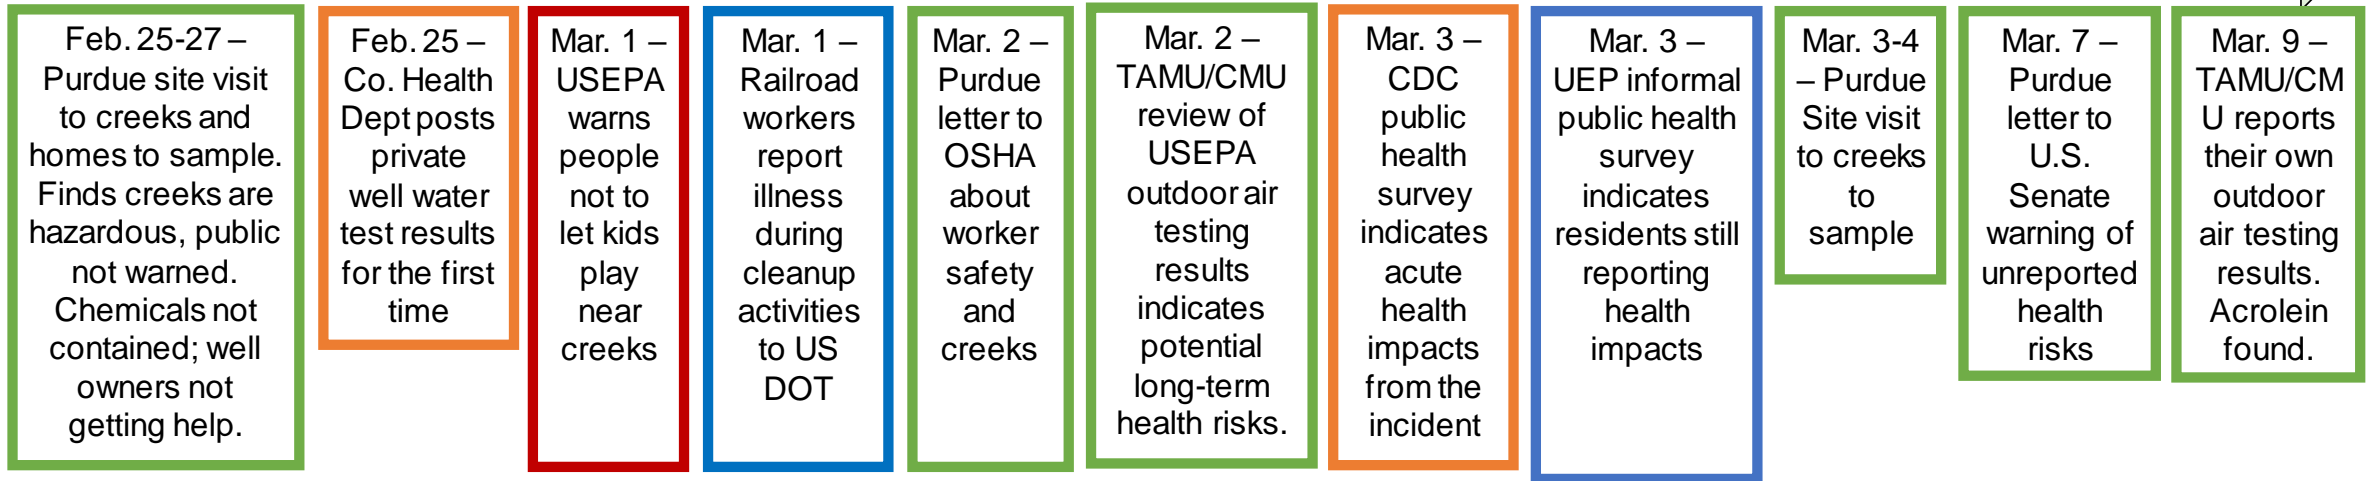 Feb. 25-27 –
Purdue site visit
to creeks and
homes to sample.
Finds creeks are
hazardous, public
not warned.
Chemicals not
contained; well
owners not
getting help.
Feb. 25 –
Co. Health
Dept posts
private
well water
test results
for the first
time
Mar. 1 –
USEPA
warns
people
not to
let kids
play
near
creeks
Mar. 1 –
Railroad
workers
report
illness
during
cleanup
activities
to US
DOT
Mar. 2 –
Purdue
letter to
OSHA
about
worker
safety
and
creeks
Mar. 2 –
TAMU/CMU
review of
USEPA
outdoor air
testing
results
indicates
potential
long-term
health risks.
Mar. 3 –
CDC
public
health
survey
indicates
acute
health
impacts
from the
incident
Mar. 3 –
UEP informal
public health
survey
indicates
residents still
reporting
health
impacts
Mar. 3-4
– Purdue
Site visit
to creeks
to
sample
Mar. 7 –
Purdue
letter to
U.S.
Senate
warning of
unreported
health
risks
Mar. 9 –
TAMU/CM
U reports
their own
outdoor
air testing
results.
Acrolein
found.